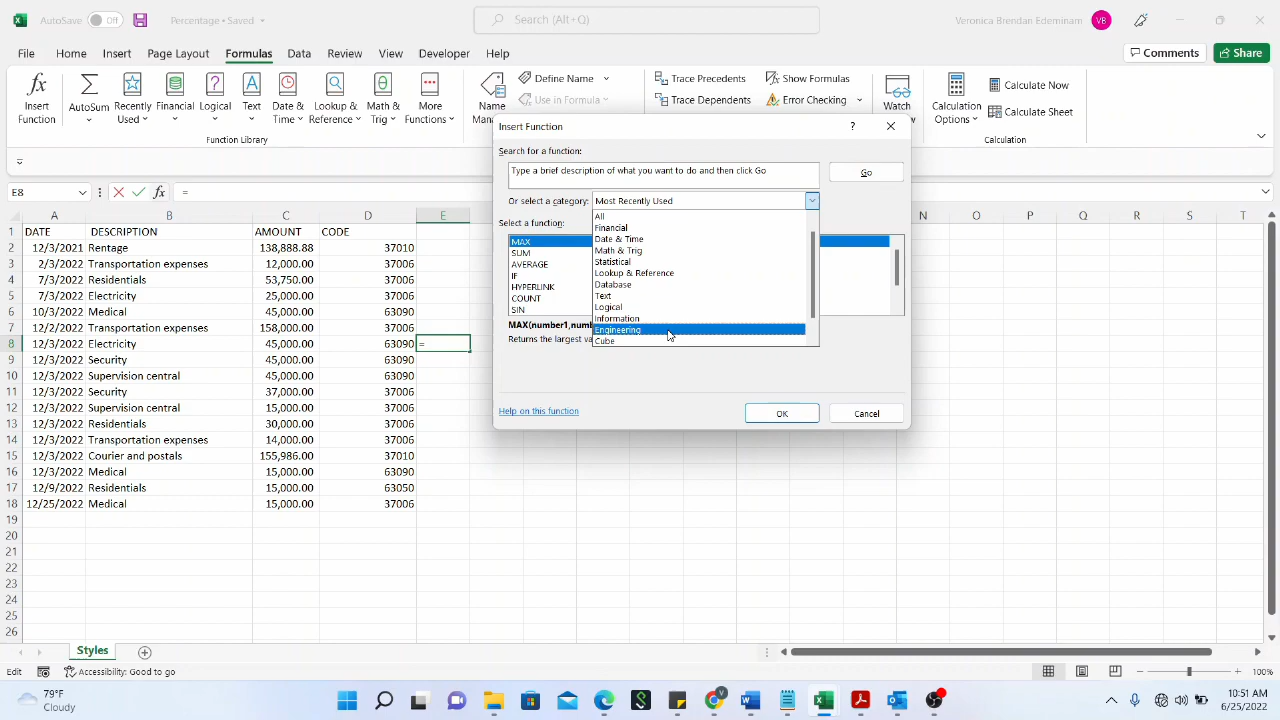 AutoSave Off Percentage • Saved Search (Alt+Q) Veronica Brendan Edeminam VB
File Home Insert Page Layout Formulas Data Review View Developer Help Comments Share
Insert Function
AutoSum
Recently Used
Financial
Logical
Text
Date & Time
Lookup & Reference
Math & Trig
More Functions
Function Library
Name Manager
Define Name
Use in Formula
Trace Precedents
Trace Dependents
Show Formulas
Error Checking
Watch
Calculation Options
Calculate Now
Calculate Sheet
Calculation
Insert Function ?
Search for a function:
Type a brief description of what you want to do and then click Go
Go
Or select a category: Most Recently Used
All
Financial
Date & Time
Math & Trig
Statistical
Lookup & Reference
Database
Text
Logical
Information
Engineering
Cube
Select a function:
MAX
SUM
AVERAGE
IF
HYPERLINK
COUNT
SIN
MAX(number1,num
Returns the largest va
Help on this function
OK Cancel
E8 fx =
A B C D E N O P Q R S T
1 DATE DESCRIPTION AMOUNT CODE
2 12/3/2021 Rentage 138,888.88 37010
3 2/3/2022 Transportation expenses 12,000.00 37006
4 7/3/2022 Residentials 53,750.00 37006
5 7/3/2022 Electricity 25,000.00 37006
6 10/3/2022 Medical 45,000.00 63090
7 12/2/2022 Transportation expenses 158,000.00 37006
8 12/3/2022 Electricity 45,000.00 63090 =
9 12/3/2022 Security 45,000.00 63090
10 12/3/2022 Supervision central 45,000.00 63090
11 12/3/2022 Security 37,000.00 37006
12 12/3/2022 Supervision central 15,000.00 37006
13 12/3/2022 Residentials 30,000.00 37006
14 12/3/2022 Transportation expenses 14,000.00 37006
15 12/3/2022 Courier and postals 155,986.00 37010
16 12/3/2022 Medical 15,000.00 63090
17 12/9/2022 Residentials 15,000.00 63050
18 12/25/2022 Medical 15,000.00 37006
19
20
21
22
23
24
25
26
Styles
Edit Accessibility: Good to go 100%
79°F
Cloudy
10:51 AM
6/25/2022